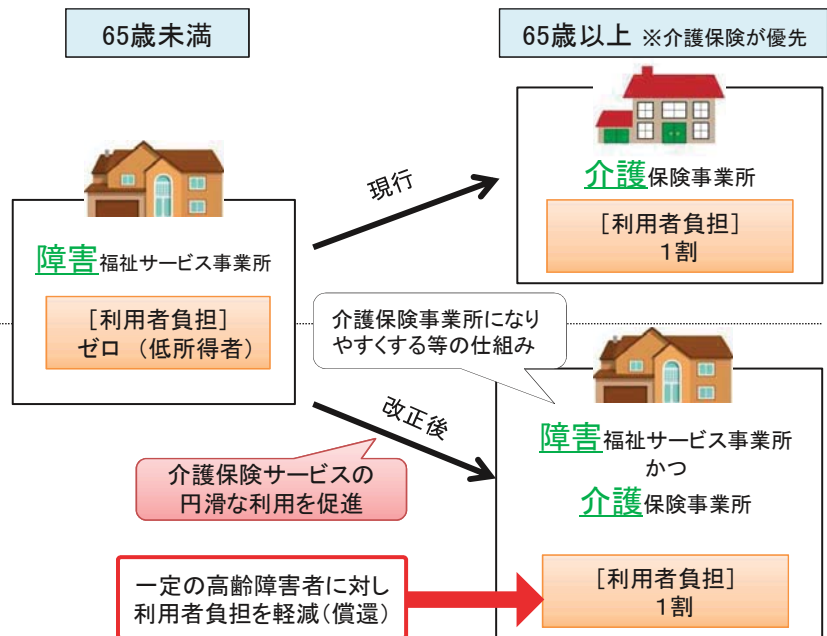 65歳未満
65歳以上 ※介護保険が優先
障害福祉サービス事業所
[利用者負担]
ゼロ （低所得者）
現行
介護保険事業所
[利用者負担]
１割
介護保険事業所になり
やすくする等の仕組み
改正後
介護保険サービスの
円滑な利用を促進
障害福祉サービス事業所
かつ
介護保険事業所
一定の高齢障害者に対し
利用者負担を軽減（償還）
[利用者負担]
１割